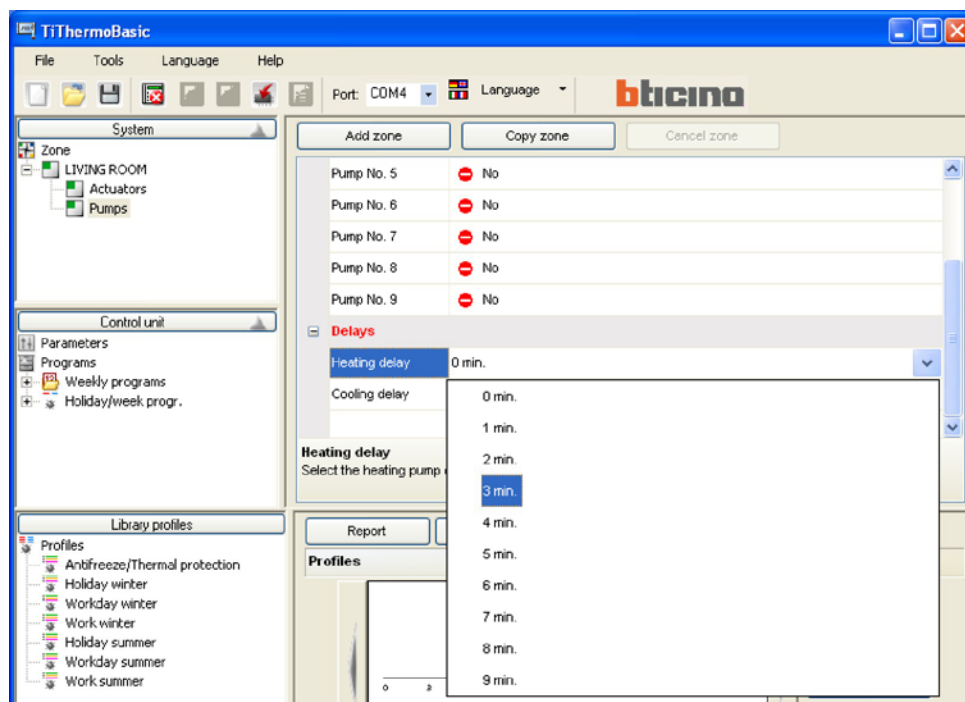 TiThermoBasic
File Tools Language Help
Port: COM4 Language bticino
System
Zone
LIVING ROOM
Actuators
Pumps
Control unit
Parameters
Programs
Weekly programs
Holiday/week progr.
Library profiles
Profiles
Antifreeze/Thermal protection
Holiday winter
Workday winter
Work winter
Holiday summer
Workday summer
Work summer
Add zone Copy zone Cancel zone
Pump No. 5 No
Pump No. 6 No
Pump No. 7 No
Pump No. 8 No
Pump No. 9 No
Delays
Heating delay 0 min.
Cooling delay
0 min.
1 min.
2 min.
3 min.
4 min.
5 min.
6 min.
7 min.
8 min.
9 min.
Heating delay
Select the heating pump
Report
Profiles
0 3